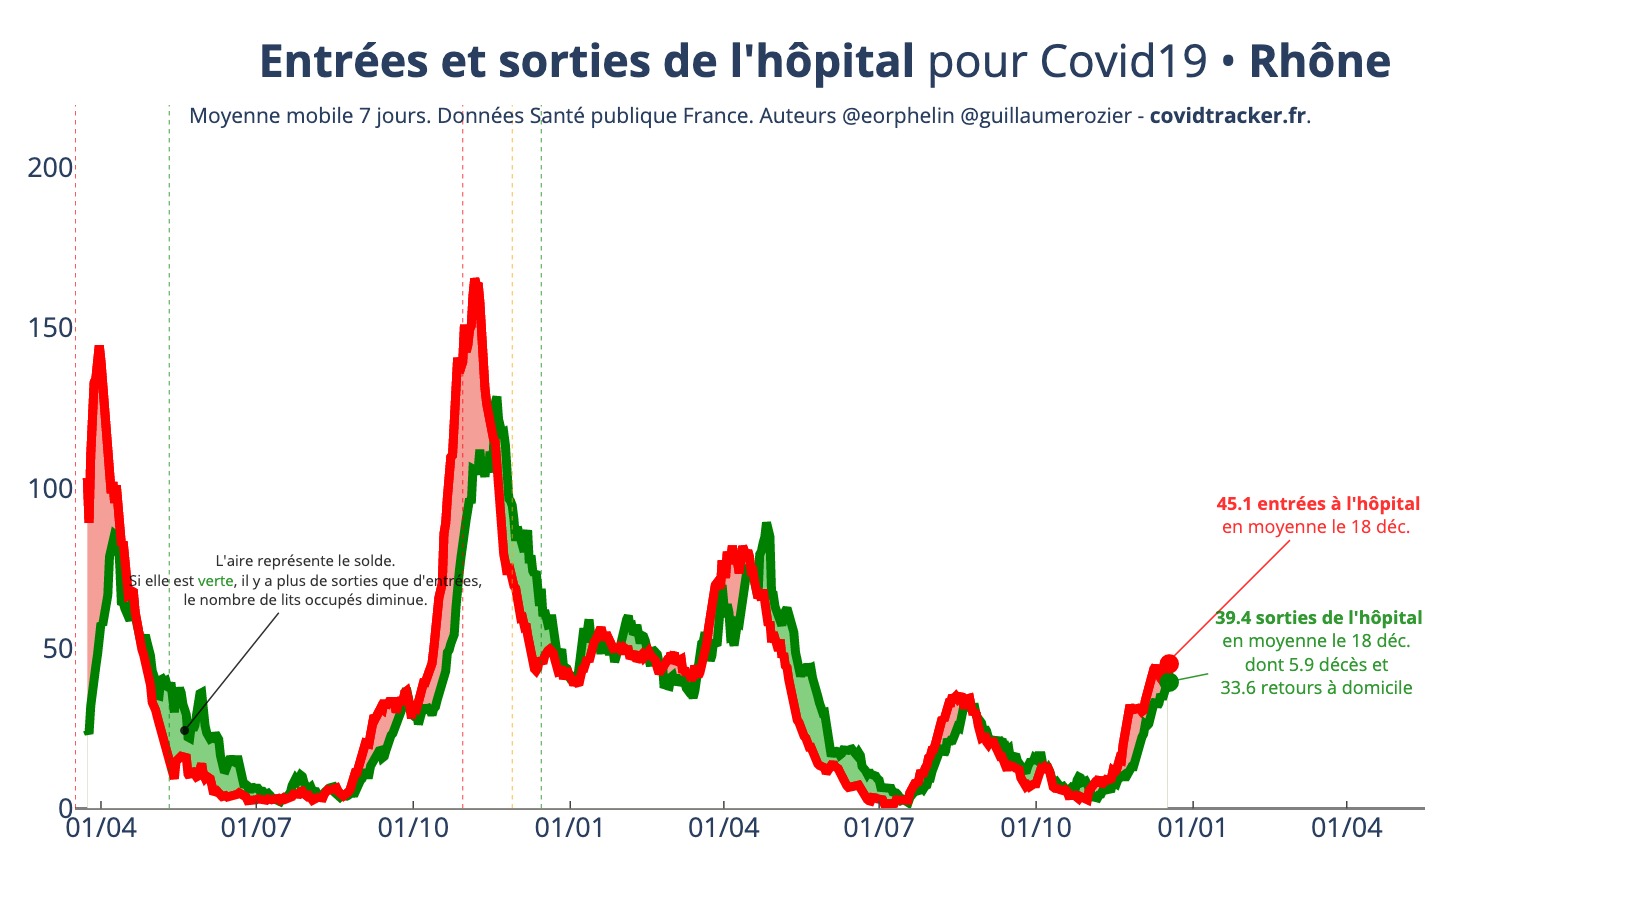 Entrées et sorties de l'hôpital pour Covid19 • Rhône
Moyenne mobile 7 jours. Données Santé publique France. Auteurs @eorphelin @guillaumerozier - covidtracker.fr.
200
150
100
50
0
L'aire représente le solde.
Si elle est verte, il y a plus de sorties que d'entrées,
le nombre de lits occupés diminue.
45.1 entrées à l'hôpital
en moyenne le 18 déc.
39.4 sorties de l'hôpital
en moyenne le 18 déc.
dont 5.9 décès et
33.6 retours à domicile
01/04 01/07 01/10 01/01 01/04 01/07 01/10 01/01 01/04